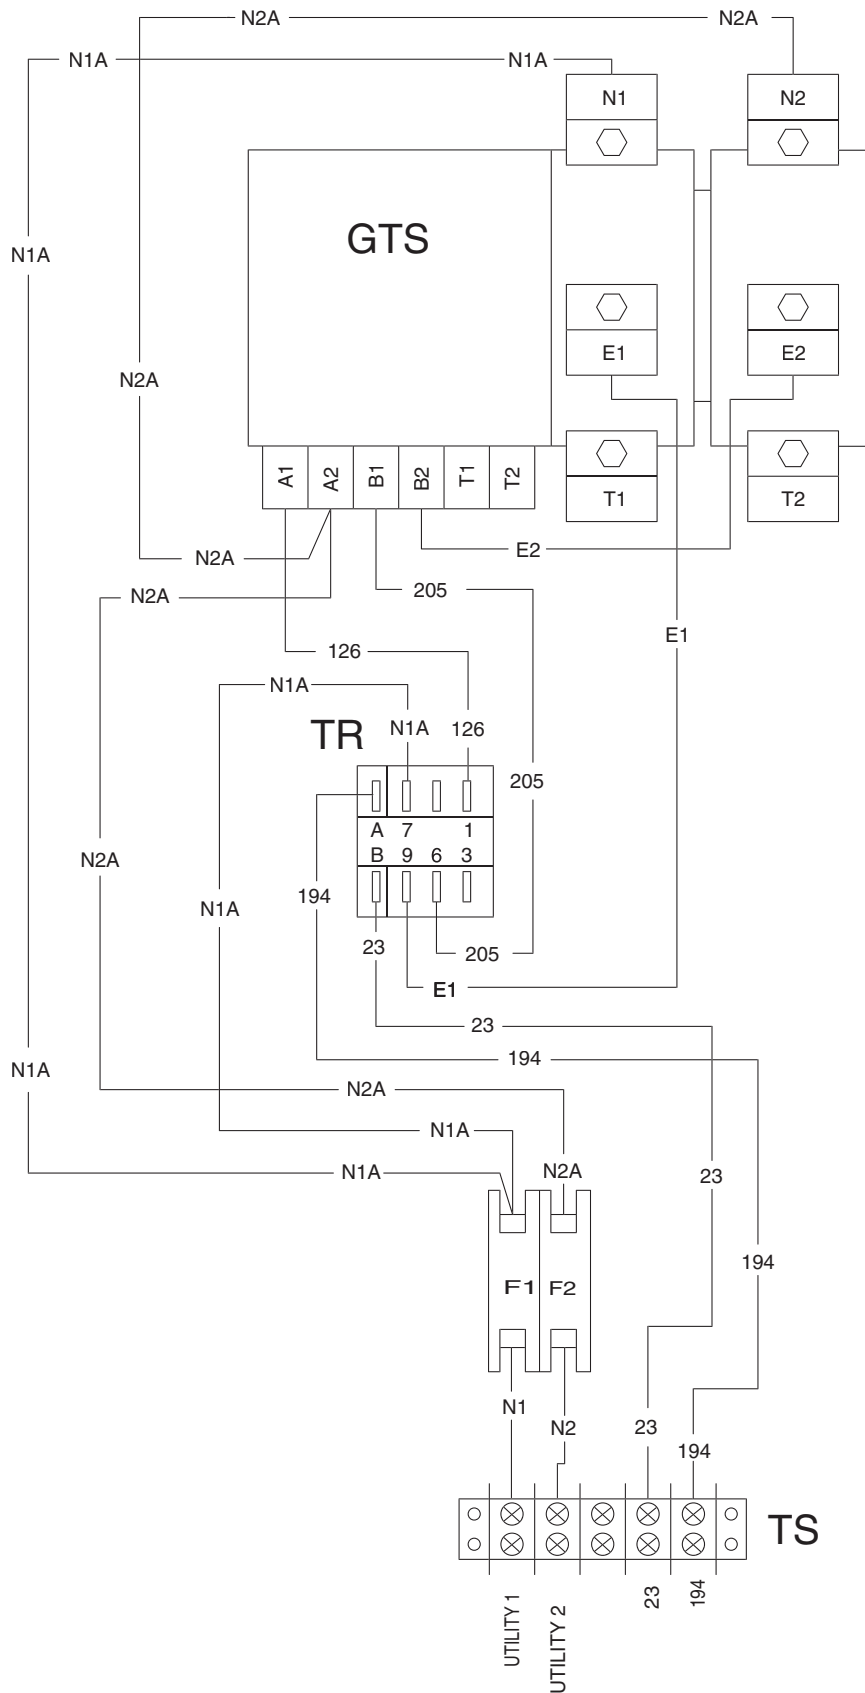 N2A N2A
N1A N1A
N1 N2
GTS
N1A
E1 E2
N2A
A1 A2 B1 B2 T1 T2
T1 T2
E2
N2A
205
N2A
E1
126
N1A
TR
N1A 126
205
A 7 1
B 9 6 3
N2A
194
N1A
23
205
E1
23
194
N1A
N2A
N1A
N1A
N2A
23
194
F1 F2
N1
N2
23
194
TS
UTILITY 1
UTILITY 2
23
194